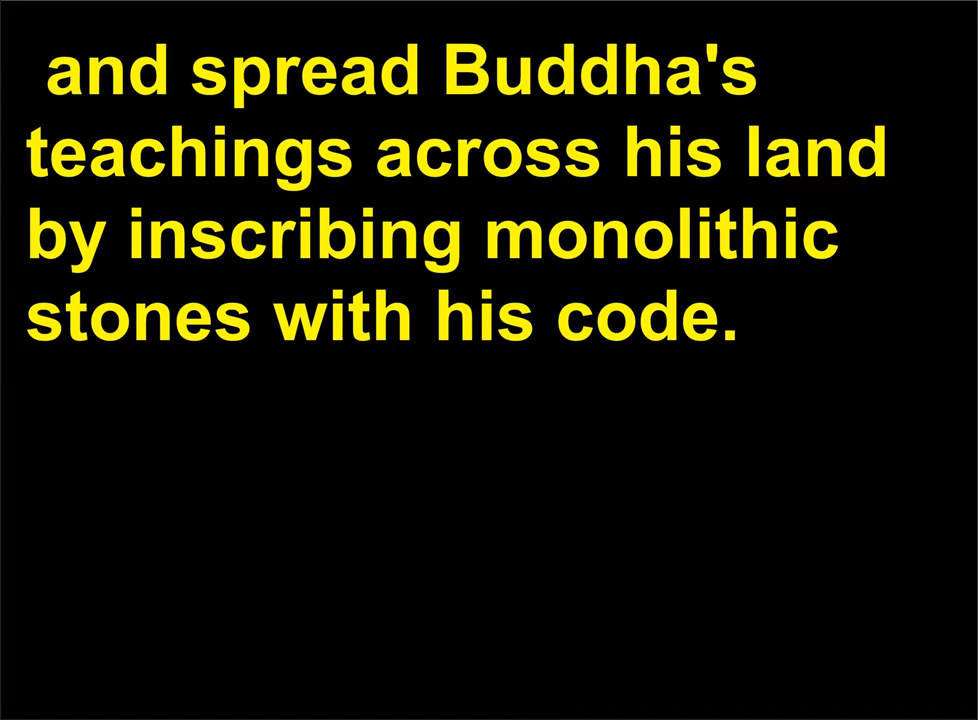 and spread Buddha's
teachings across his land
by inscribing monolithic
stones with his code.